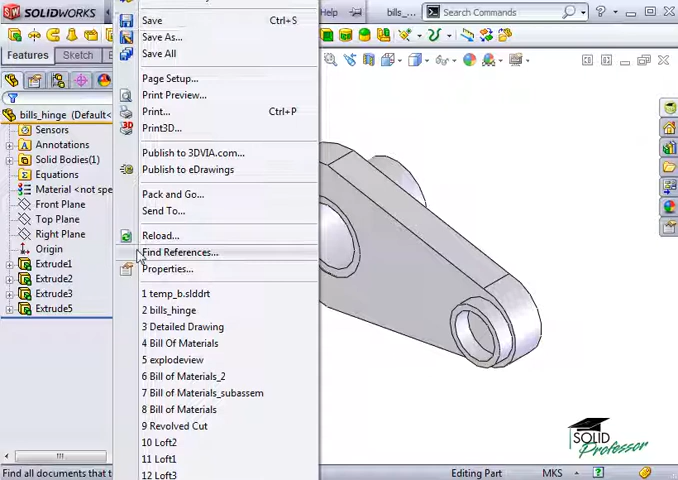 SOLIDWORKS
bills_...
Search Commands
Save Ctrl+S
Save As...
Save All
Page Setup...
Print Preview...
Print... Ctrl+P
Print3D...
Publish to 3DVIA.com...
Publish to eDrawings
Pack and Go...
Send To...
Reload...
Find References...
Properties...
1 temp_b.slddrt
2 bills_hinge
3 Detailed Drawing
4 Bill Of Materials
5 explodeview
6 Bill of Materials_2
7 Bill of Materials_subassem
8 Bill of Materials
9 Revolved Cut
10 Loft2
11 Loft1
12 Loft3
Features
Sketch
bills_hinge (Default<
Sensors
Annotations
Solid Bodies(1)
Equations
Material <not spe
Front Plane
Top Plane
Right Plane
Origin
Extrude1
Extrude2
Extrude3
Extrude5
SOLID
Professor
Find all documents that t
Editing Part
MKS